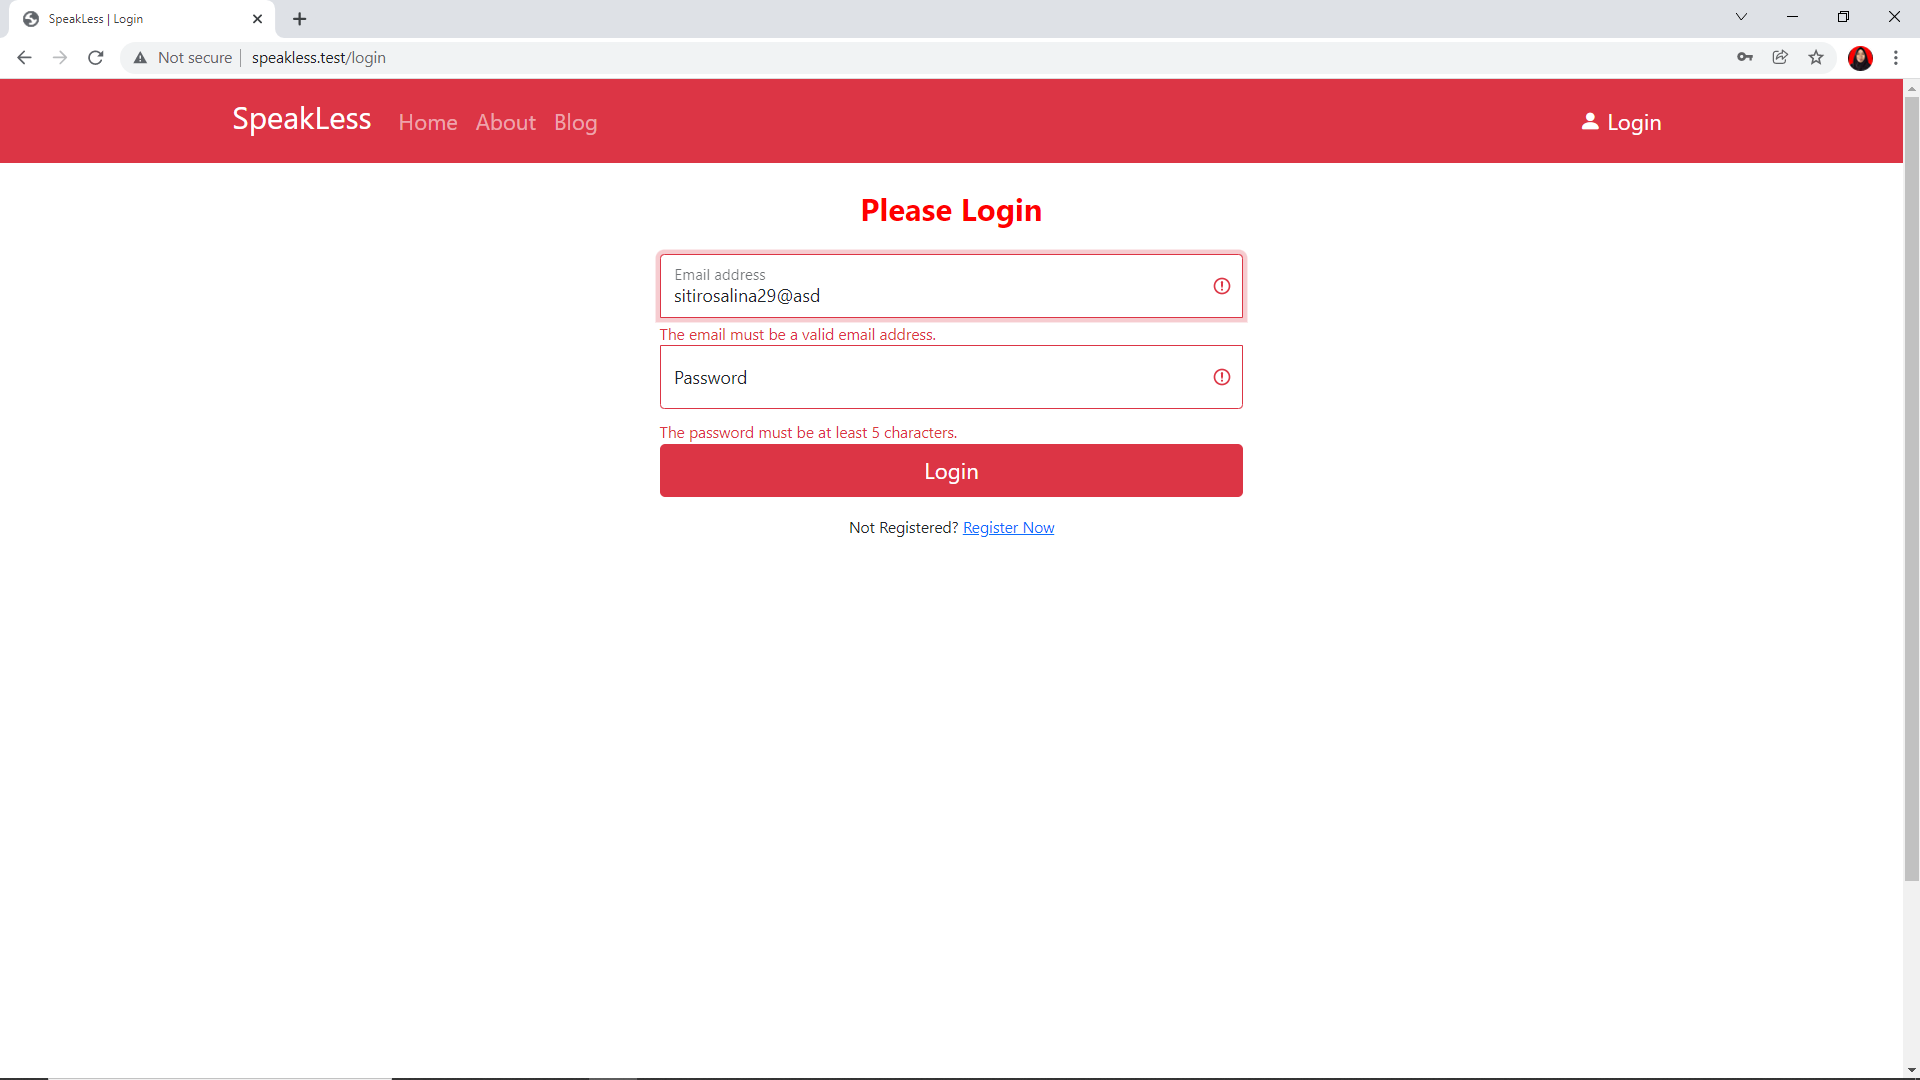 SpeakLess | Login
Not secure speakless.test/login
SpeakLess Home About Blog Login
Please Login
Email address
sitirosalina29@asd
The email must be a valid email address.
Password
The password must be at least 5 characters.
Login
Not Registered? Register Now